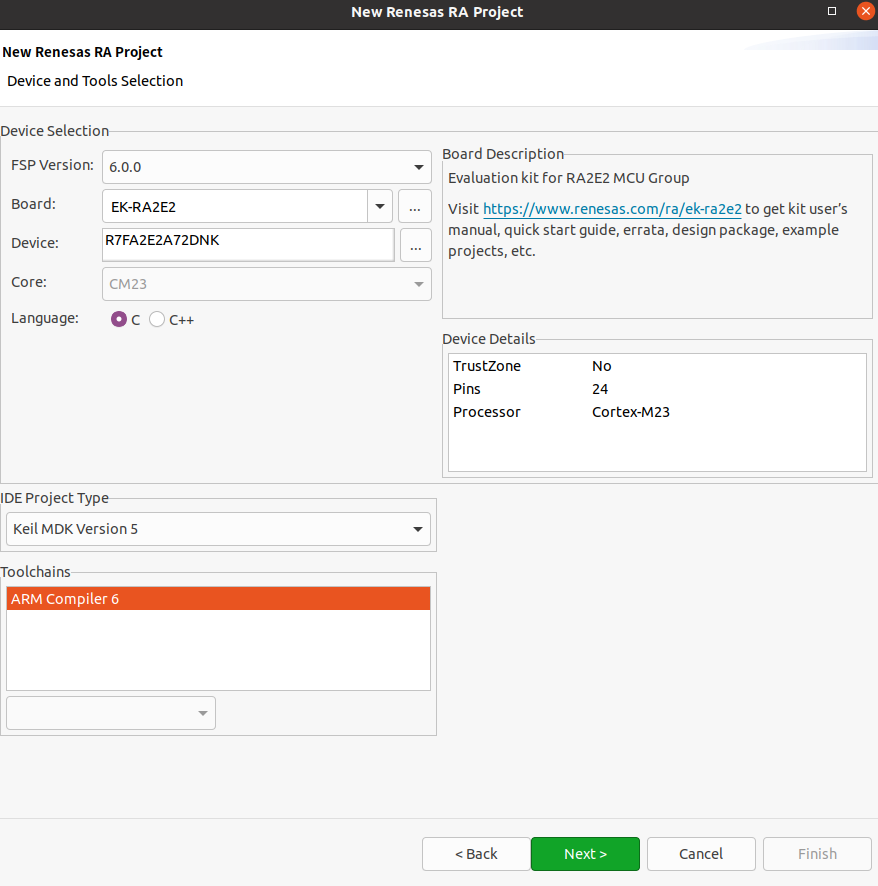 New Renesas RA Project
New Renesas RA Project
Device and Tools Selection
Device Selection
FSP Version: 6.0.0
Board: EK-RA2E2 ...
Device: R7FA2E2A72DNK ...
Core: CM23
Language: C C++
Board Description
Evaluation kit for RA2E2 MCU Group
Visit https://www.renesas.com/ra/ek-ra2e2 to get kit user's
manual, quick start guide, errata, design package, example
projects, etc.
Device Details
TrustZone No
Pins 24
Processor Cortex-M23
IDE Project Type
Keil MDK Version 5
Toolchains
ARM Compiler 6
< Back Next > Cancel Finish